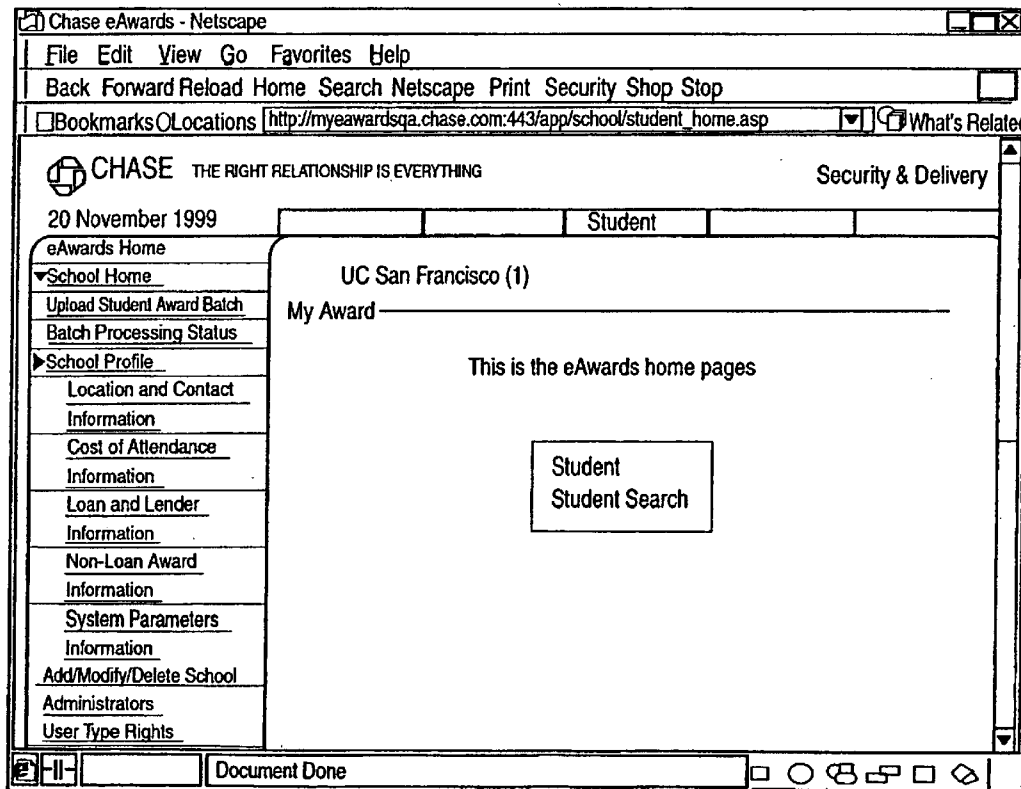 Chase eAwards - Netscape
File Edit View Go Favorites Help
Back Forward Reload Home Search Netscape Print Security Shop Stop
Bookmarks Locations http://myeawardsqa.chase.com:443/app/school/student_home.asp What's Related
CHASE THE RIGHT RELATIONSHIP IS EVERYTHING
Security & Delivery
20 November 1999
Student
eAwards Home
School Home
Upload Student Award Batch
Batch Processing Status
School Profile
Location and Contact
Information
Cost of Attendance
Information
Loan and Lender
Information
Non-Loan Award
Information
System Parameters
Information
Add/Modify/Delete School
Administrators
User Type Rights
UC San Francisco (1)
My Award
This is the eAwards home pages
Student
Student Search
Document Done